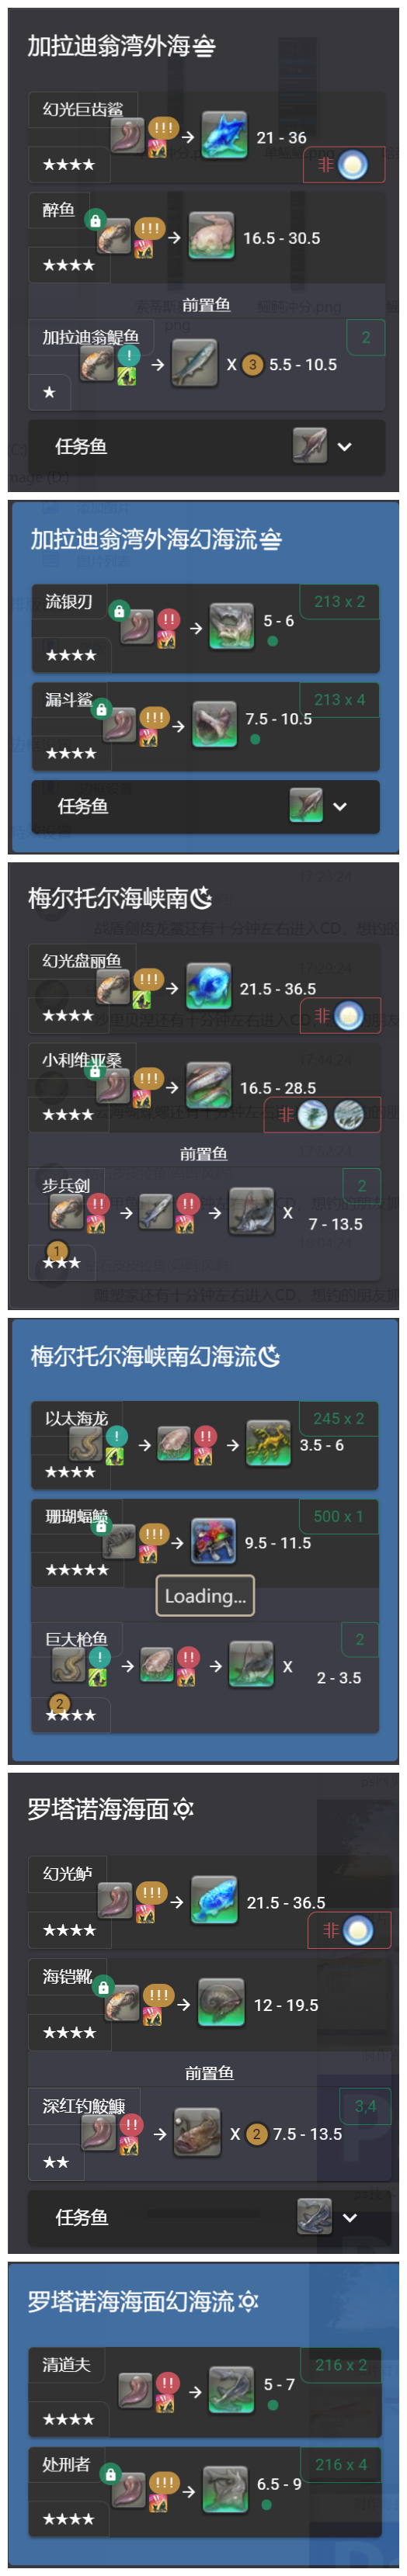 加拉迪翁湾外海
幻光巨齿鲨
!!!
21 - 36
★★★★
非
醉鱼
!!!
16.5 - 30.5
★★★★
前置鱼
加拉迪翁鳀鱼
2
!
X 3 5.5 - 10.5
★
任务鱼
加拉迪翁湾外海幻海流
流银刃
213 x 2
!!
5 - 6
★★★★
漏斗鲨
213 x 4
!!!
7.5 - 10.5
★★★★
任务鱼
梅尔托尔海峡南
幻光盘丽鱼
!!!
21.5 - 36.5
★★★★
非
小利维亚桑
!!!
16.5 - 28.5
★★★★
非
前置鱼
步兵剑
2
!! !! X 7 - 13.5
1
★★★
梅尔托尔海峡南幻海流
以太海龙
245 x 2
! !! 3.5 - 6
★★★★
珊瑚蝠鲼
500 x 1
!!!
9.5 - 11.5
★★★★★
Loading...
巨大枪鱼
2
! !! X 2 - 3.5
2
★★★★
罗塔诺海海面
幻光鲈
!!!
21.5 - 36.5
★★★★
非
海铠靴
!!!
12 - 19.5
★★★★
前置鱼
深红钓鮟鱇
3,4
!!
X 2 7.5 - 13.5
★★
任务鱼
罗塔诺海海面幻海流
清道夫
216 x 2
!!
5 - 7
★★★★
处刑者
216 x 4
!!!
6.5 - 9
★★★★